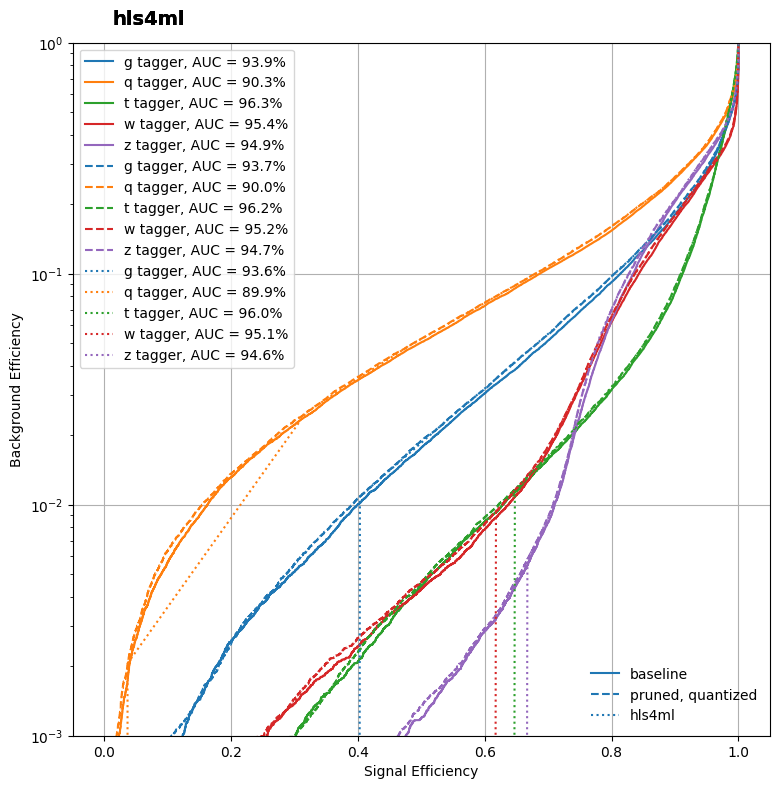 hls4ml
10⁰
g tagger, AUC = 93.9%
q tagger, AUC = 90.3%
t tagger, AUC = 96.3%
w tagger, AUC = 95.4%
z tagger, AUC = 94.9%
g tagger, AUC = 93.7%
q tagger, AUC = 90.0%
t tagger, AUC = 96.2%
w tagger, AUC = 95.2%
z tagger, AUC = 94.7%
g tagger, AUC = 93.6%
q tagger, AUC = 89.9%
t tagger, AUC = 96.0%
w tagger, AUC = 95.1%
z tagger, AUC = 94.6%
10⁻¹
Background Efficiency
10⁻²
baseline
pruned, quantized
hls4ml
10⁻³
0.0 0.2 0.4 0.6 0.8 1.0
Signal Efficiency